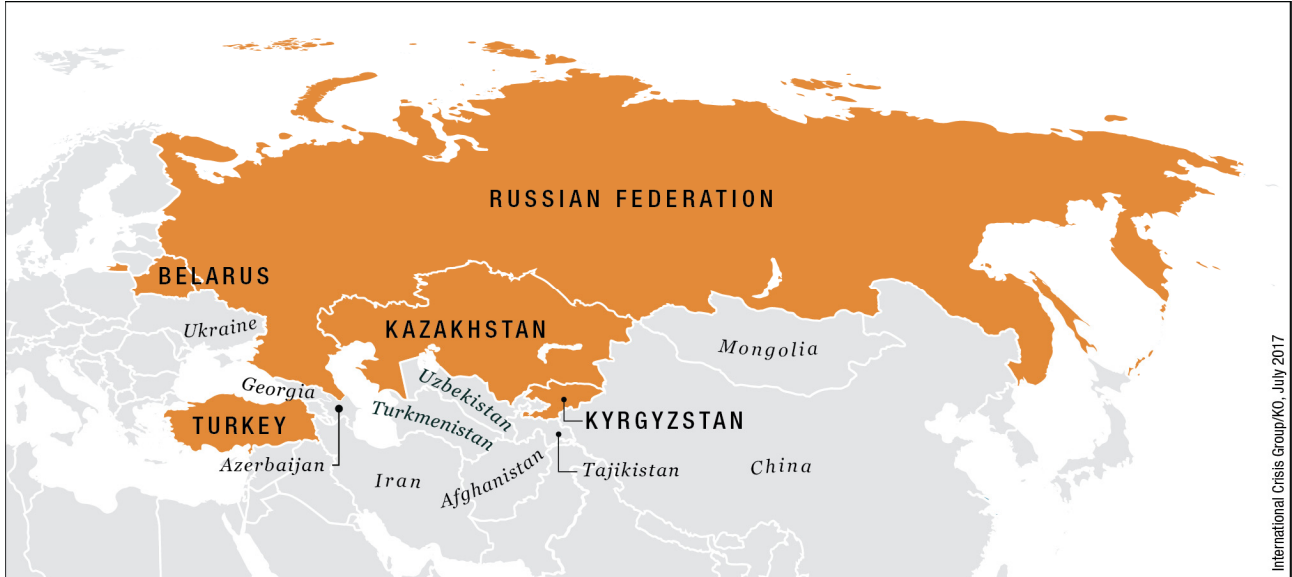 RUSSIAN FEDERATION
BELARUS
Ukraine
KAZAKHSTAN
Mongolia
Georgia
Uzbekistan
TURKEY
Turkmenistan
KYRGYZSTAN
Azerbaijan
Iran
Afghanistan
Tajikistan
China
International Crisis Group/KO, July 2017